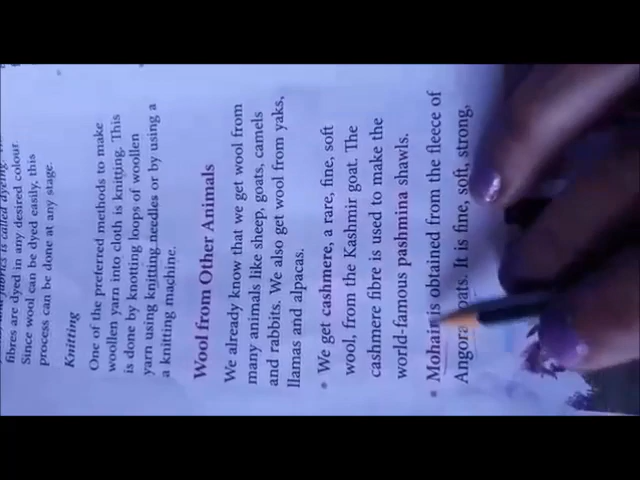 fabrics is called dyeing.
fibres are dyed in any desired colour.
Since wool can be dyed easily, this
process can be done at any stage.
Knitting
One of the preferred methods to make
woollen yarn into cloth is knitting. This
is done by knotting loops of woollen
yarn using knitting needles or by using a
a knitting machine.
Wool from Other Animals
We already know that we get wool from
many animals like sheep, goats, camels
and rabbits. We also get wool from yaks,
llamas and alpacas.
• We get cashmere, a rare, fine, soft
wool, from the Kashmir goat. The
cashmere fibre is used to make the
world-famous pashmina shawls.
• Mohair is obtained from the fleece of
Angora It is fine, soft, strong,